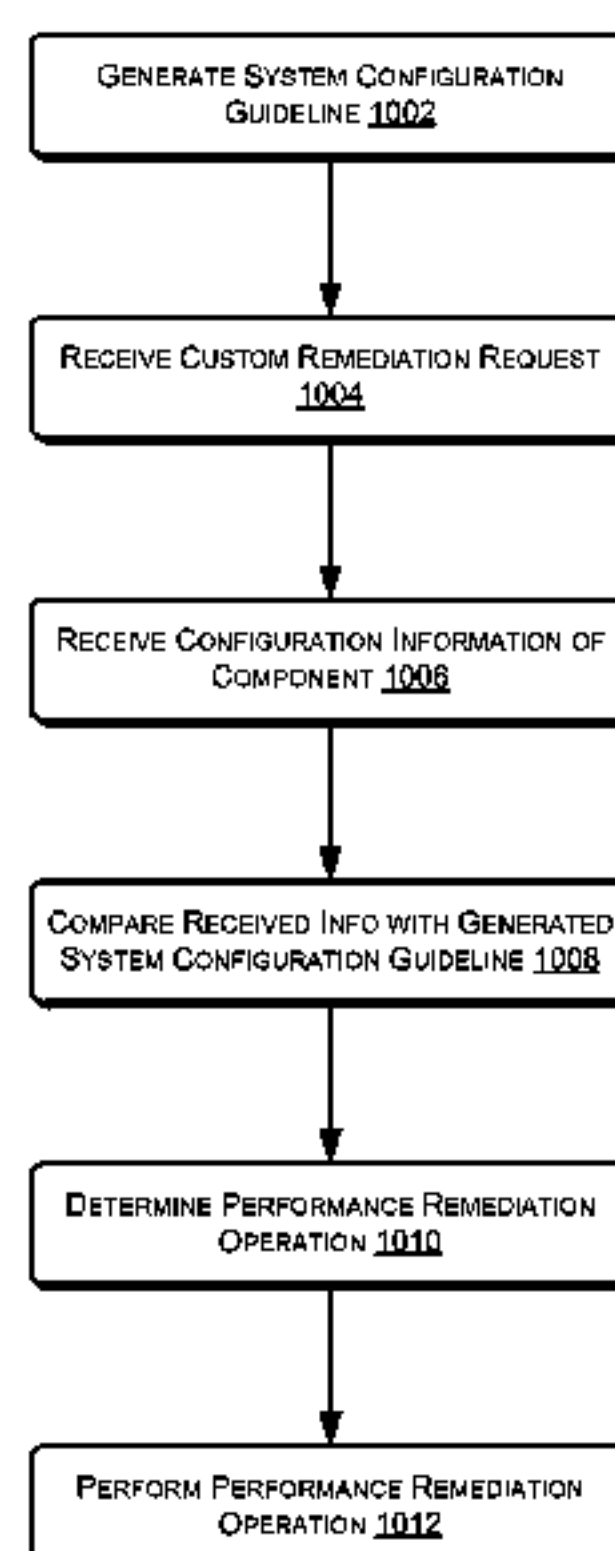 GENERATE SYSTEM CONFIGURATION
GUIDELINE 1002
RECEIVE CUSTOM REMEDIATION REQUEST
1004
RECEIVE CONFIGURATION INFORMATION OF
COMPONENT 1006
COMPARE RECEIVED INFO WITH GENERATED
SYSTEM CONFIGURATION GUIDELINE 1008
DETERMINE PERFORMANCE REMEDIATION
OPERATION 1010
PERFORM PERFORMANCE REMEDIATION
OPERATION 1012